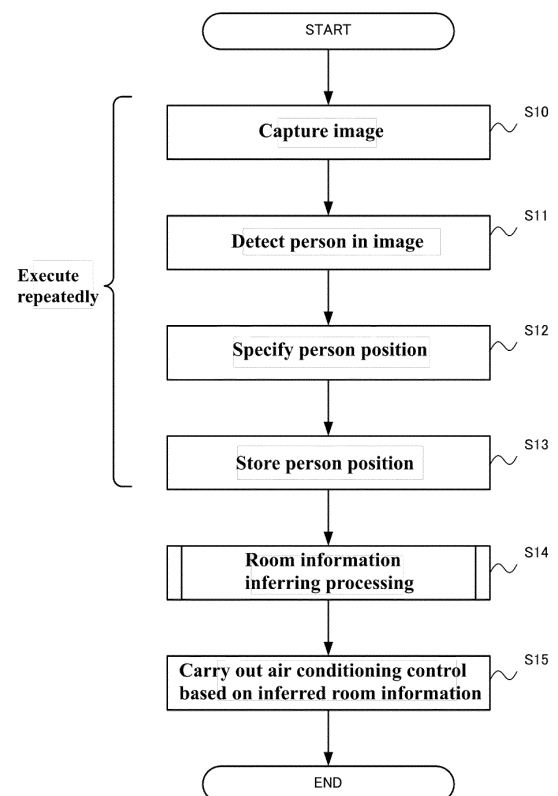 START
S10
Capture image
S11
Detect person in image
Execute
repeatedly
S12
Specify person position
S13
Store person position
S14
Room information
inferring processing
S15
Carry out air conditioning control
based on inferred room information
END